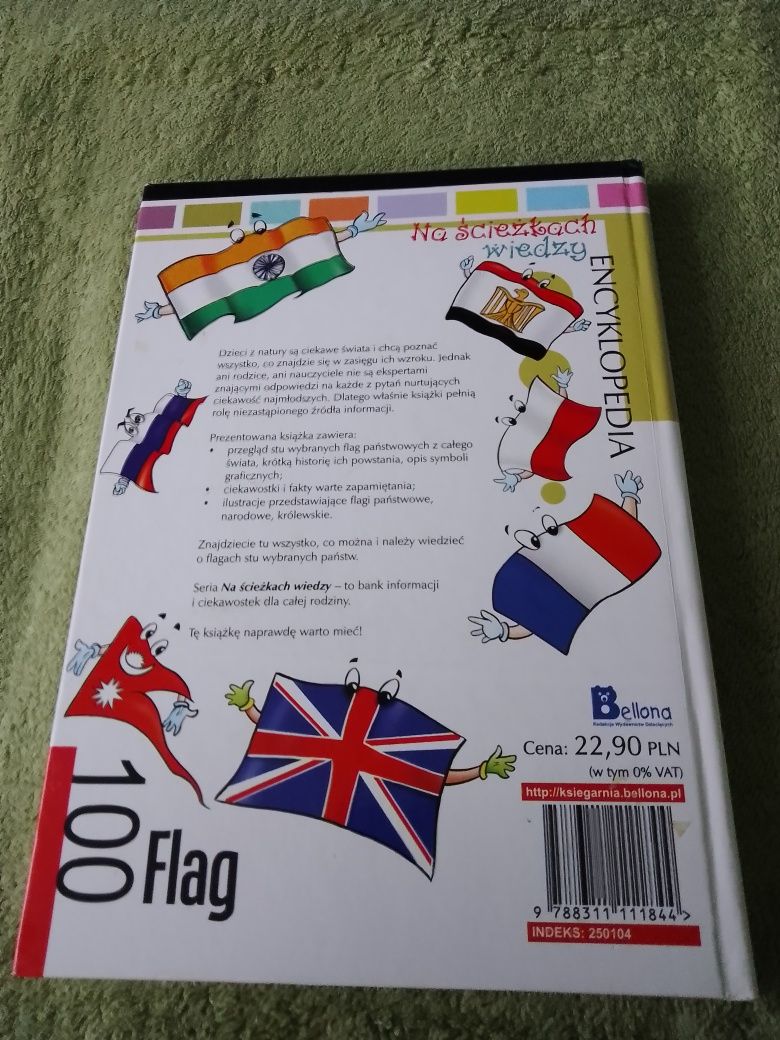 Na ścieżkach
wiedzy
ENCYKLOPEDIA
Dzieci z natury są ciekawe świata i chcą poznać
wszystko, co znajdzie się w zasięgu ich wzroku. Jednak
ani rodzice, ani nauczyciele nie są ekspertami
znającymi odpowiedzi na każde z pytań nurtujących
ciekawość najmłodszych. Dlatego właśnie książki pełnią
rolę niezastąpionego źródła informacji.
Prezentowana książka zawiera:
• przegląd stu wybranych flag państwowych z całego
świata, krótką historię ich powstania, opis symboli
graficznych;
• ciekawostki i fakty warte zapamiętania;
• ilustracje przedstawiające flagi państwowe,
narodowe, królewskie.
Znajdziecie tu wszystko, co można i należy wiedzieć
o flagach stu wybranych państw.
Seria Na ścieżkach wiedzy – to bank informacji
i ciekawostek dla całej rodziny.
Tę książkę naprawdę warto mieć!
Bellona
Redakcja Wydawnictw Dziecięcych
Cena: 22,90 PLN
(w tym 0% VAT)
http://ksiegarnia.bellona.pl
9 788311 111844 >
INDEKS: 250104
100 Flag